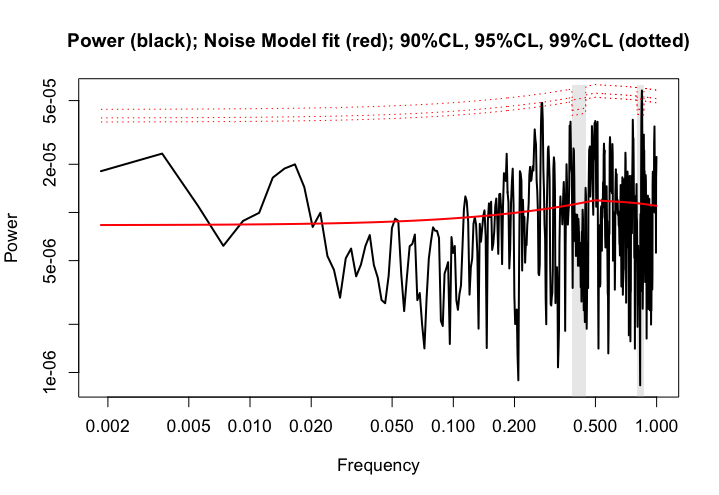 Power (black); Noise Model fit (red); 90%CL, 95%CL, 99%CL (dotted)
Power
5e-05
2e-05
5e-06
1e-06
0.002 0.005 0.010 0.020 0.050 0.100 0.200 0.500 1.000
Frequency